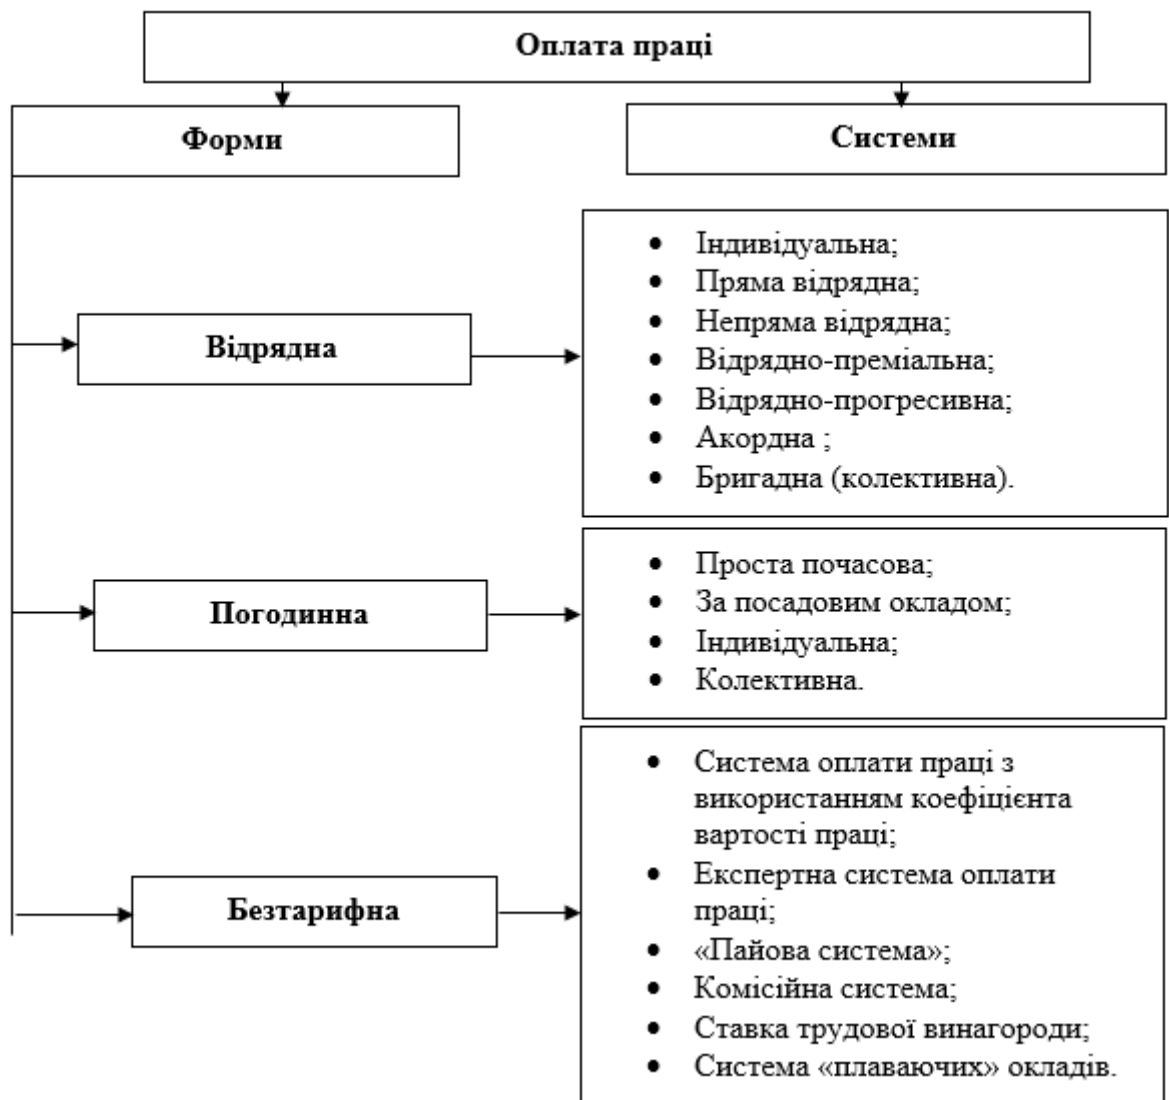 Оплата праці
Форми
Системи
Відрядна
• Індивідуальна;
• Пряма відрядна;
• Непряма відрядна;
• Відрядно-преміальна;
• Відрядно-прогресивна;
• Акордна ;
• Бригадна (колективна).
Погодинна
• Проста почасова;
• За посадовим окладом;
• Індивідуальна;
• Колективна.
Безтарифна
• Система оплати праці з
використанням коефіцієнта
вартості праці;
• Експертна система оплати
праці;
• «Пайова система»;
• Комісійна система;
• Ставка трудової винагороди;
• Система «плаваючих» окладів.